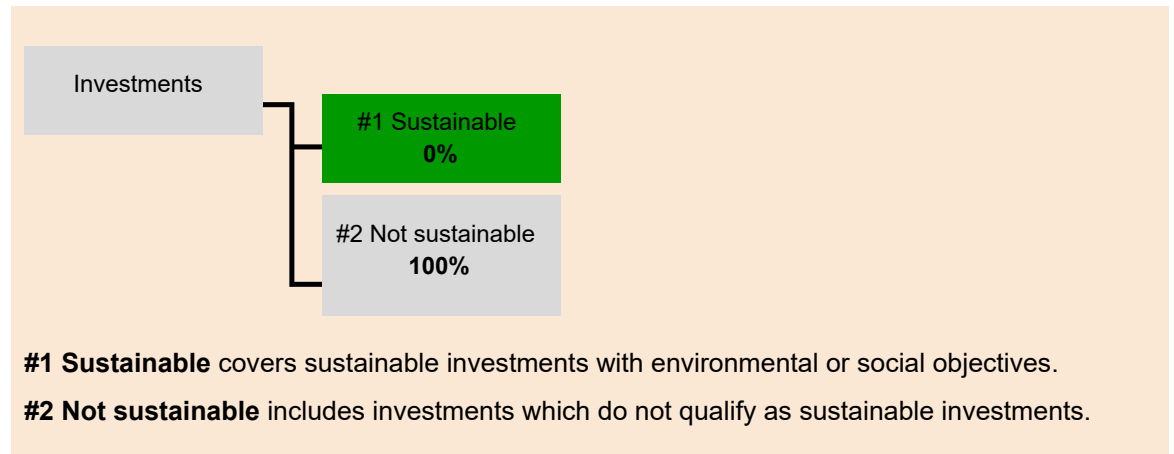 Investments
#1 Sustainable
0%
#2 Not sustainable
100%
#1 Sustainable covers sustainable investments with environmental or social objectives.
#2 Not sustainable includes investments which do not qualify as sustainable investments.